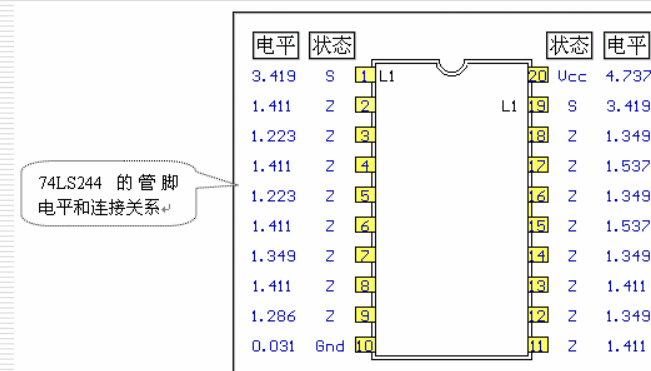 电平 状态 状态 电平
3.419 S 1 L1 20 Vcc 4.737
1.411 Z 2 L1 19 S 3.419
1.223 Z 3 18 Z 1.349
1.411 Z 4 17 Z 1.537
1.223 Z 5 16 Z 1.349
1.411 Z 6 15 Z 1.537
1.349 Z 7 14 Z 1.349
1.411 Z 8 13 Z 1.411
1.286 Z 9 12 Z 1.349
0.031 Gnd 10 11 Z 1.411
74LS244 的管脚
电平和连接关系